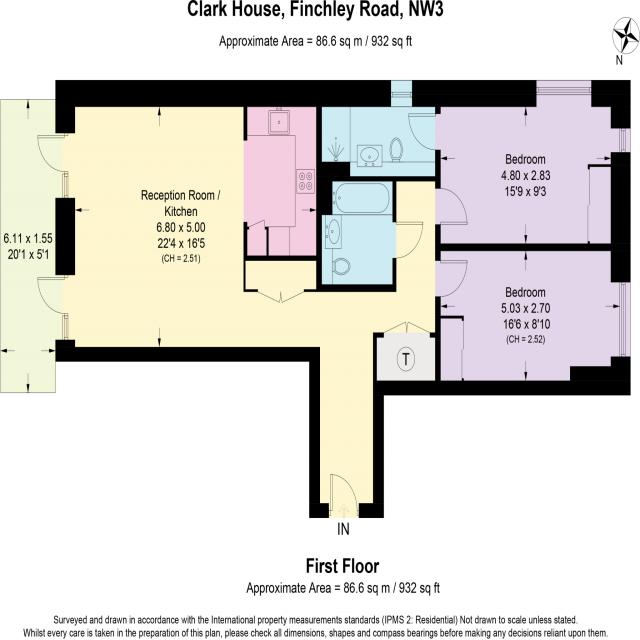 Clark House, Finchley Road, NW3
Approximate Area = 86.6 sq m / 932 sq ft
N
Reception Room /
Kitchen
6.80 x 5.00
22'4 x 16'5
(CH = 2.51)
6.11 x 1.55
20'1 x 5'1
Bedroom
4.80 x 2.83
15'9 x 9'3
Bedroom
5.03 x 2.70
16'6 x 8'10
(CH = 2.52)
T
IN
First Floor
Approximate Area = 86.6 sq m / 932 sq ft
Surveyed and drawn in accordance with the International property measurements standards (IPMS 2: Residential) Not drawn to scale unless stated.
Whilst every care is taken in the preparation of this plan, please check all dimensions, shapes and compass bearings before making any decisions reliant upon them.